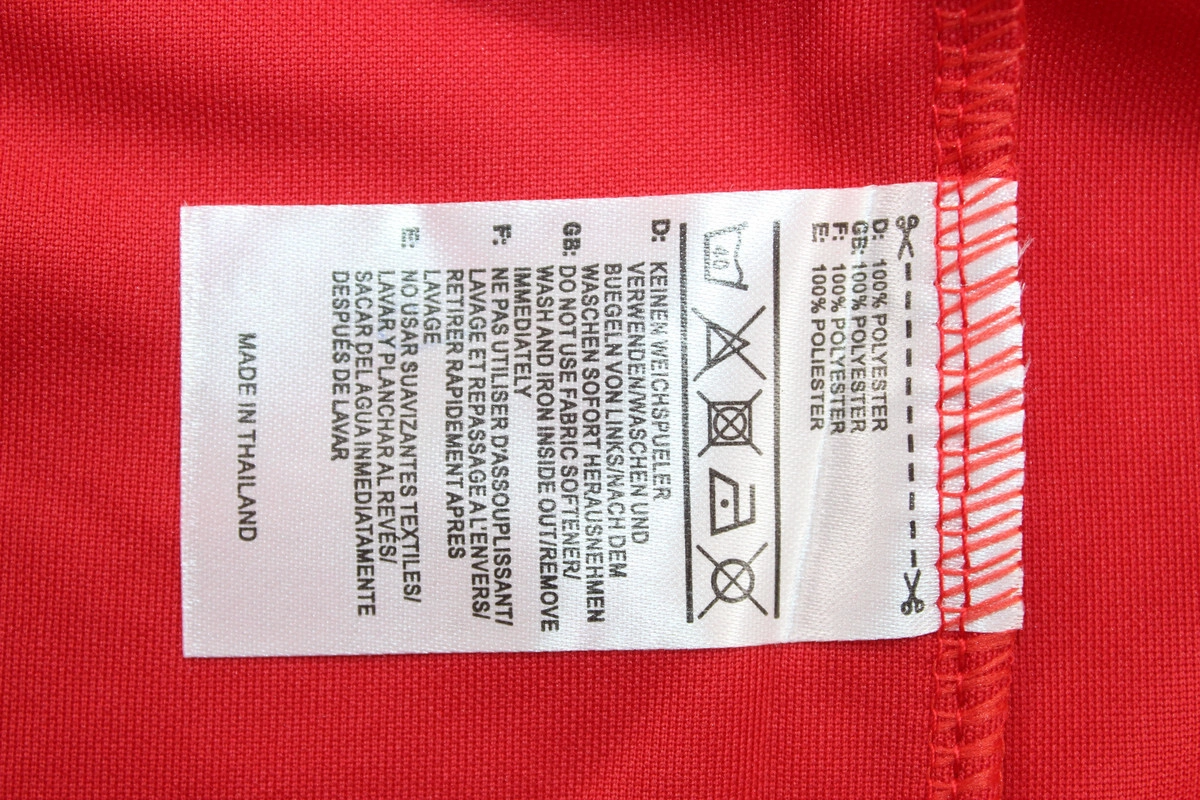 D: 100% POLYESTER
GB: 100% POLYESTER
F: 100% POLYESTER
E: 100% POLIESTER
40
D: KEINEN WEICHSPUELER
VERWENDEN/WASCHEN UND
BUEGELN VON LINKS/NACH DEM
WASCHEN SOFORT HERAUSNEHMEN
GB: DO NOT USE FABRIC SOFTENER/
WASH AND IRON INSIDE OUT/REMOVE
IMMEDIATELY
F: NE PAS UTILISER D'ASSOUPLISSANT/
LAVAGE ET REPASSAGE A L'ENVERS/
RETIRER RAPIDEMENT APRES
LAVAGE
E: NO USAR SUAVIZANTES TEXTILES/
LAVAR Y PLANCHAR AL REVÉS/
SACAR DEL AGUA INMEDIATAMENTE
DESPUÉS DE LAVAR
MADE IN THAILAND